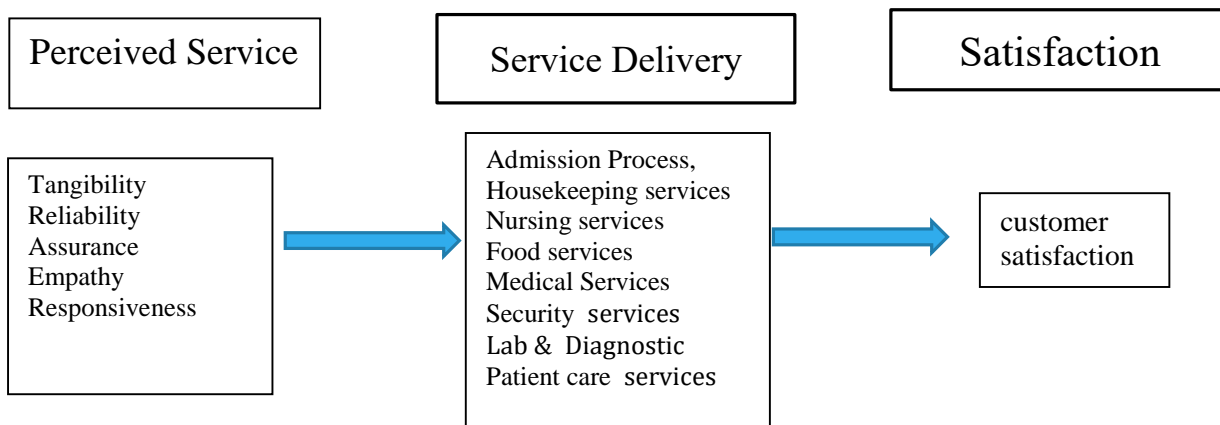 Perceived Service
Service Delivery
Satisfaction
Tangibility
Reliability
Assurance
Empathy
Responsiveness
Admission Process,
Housekeeping services
Nursing services
Food services
Medical Services
Security services
Lab & Diagnostic
Patient care services
customer
satisfaction